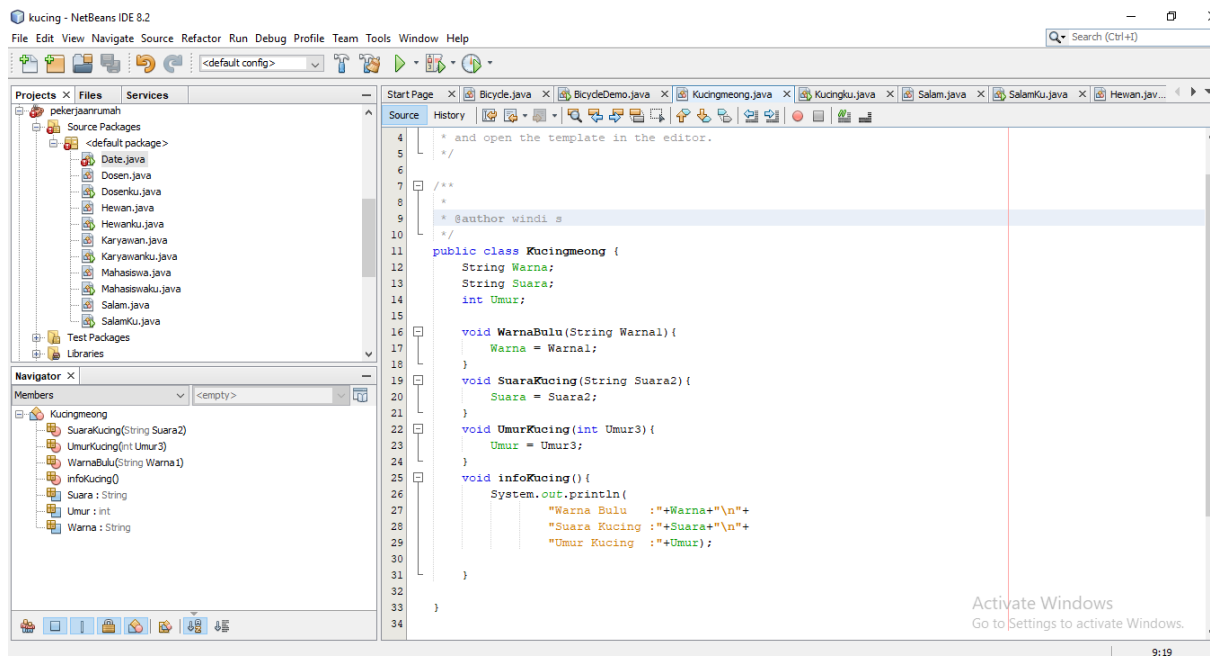 kucing - NetBeans IDE 8.2
File Edit View Navigate Source Refactor Run Debug Profile Team Tools Window Help
Search (Ctrl+I)
<default config>
Projects Files Services
Start Page Bicycle.java BicycleDemo.java Kucingmeong.java Kucingku.java Salam.java SalamKu.java Hewan.jav...
Source History
pekerjaanrumah
Source Packages
<default package>
Date.java
Dosen.java
Dosenku.java
Hewan.java
Hewanku.java
Karyawan.java
Karyawanku.java
Mahasiswa.java
Mahasiswaku.java
Salam.java
SalamKu.java
Test Packages
Libraries
Navigator
Members <empty>
Kucingmeong
SuaraKucing(String Suara2)
UmurKucing(int Umur3)
WarnaBulu(String Warna1)
infoKucing()
Suara : String
Umur : int
Warna : String
4 * and open the template in the editor.
5 */
6
7 /**
8 *
9 * @author windi s
10 */
11 public class Kucingmeong {
12 String Warna;
13 String Suara;
14 int Umur;
15
16 void WarnaBulu(String Warna1){
17 Warna = Warna1;
18 }
19 void SuaraKucing(String Suara2){
20 Suara = Suara2;
21 }
22 void UmurKucing(int Umur3){
23 Umur = Umur3;
24 }
25 void infoKucing(){
26 System.out.println(
27 "Warna Bulu   :"+Warna+"\n"+
28 "Suara Kucing :"+Suara+"\n"+
29 "Umur Kucing  :"+Umur);
30
31 }
32
33 }
34
Activate Windows
Go to Settings to activate Windows.
9:19